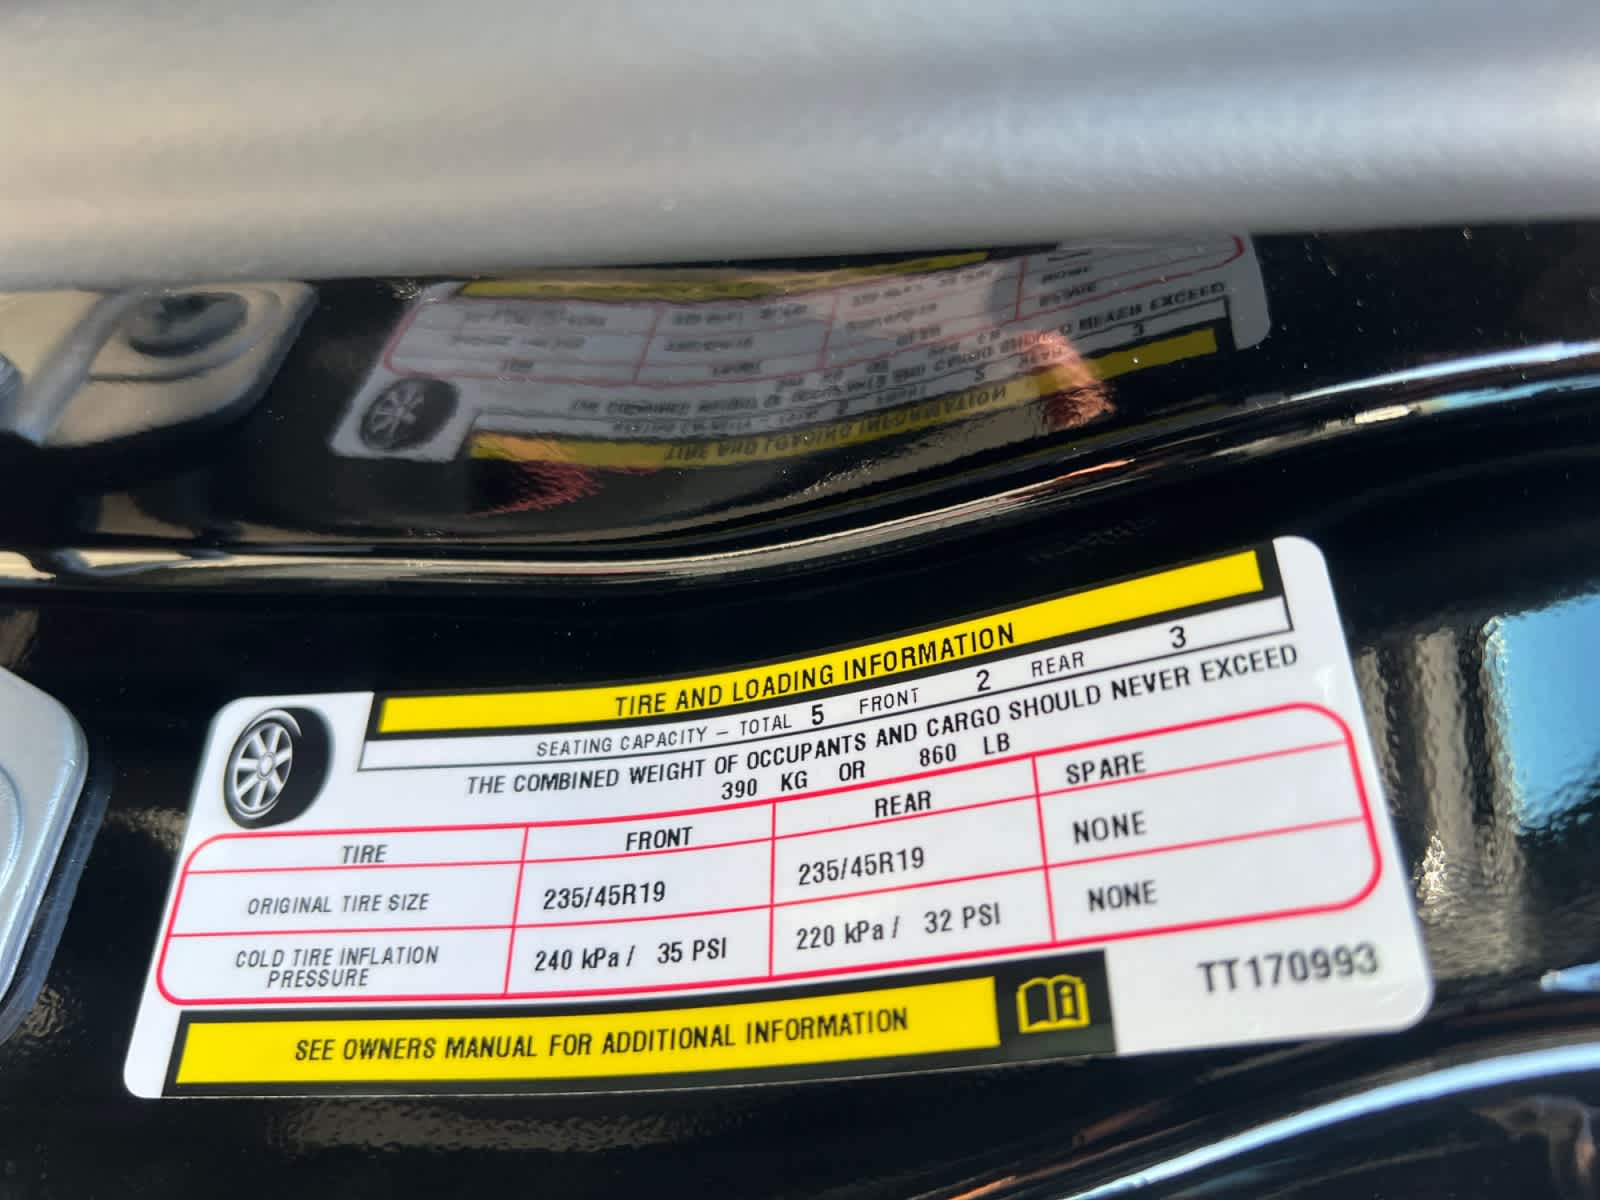 TIRE AND LOADING INFORMATION
SEATING CAPACITY – TOTAL 5 FRONT 2 REAR 3
THE COMBINED WEIGHT OF OCCUPANTS AND CARGO SHOULD NEVER EXCEED
390 KG OR 860 LB
TIRE FRONT REAR SPARE
ORIGINAL TIRE SIZE 235/45R19 235/45R19 NONE
COLD TIRE INFLATION
PRESSURE 240 kPa / 35 PSI 220 kPa / 32 PSI NONE
SEE OWNERS MANUAL FOR ADDITIONAL INFORMATION
TT170993